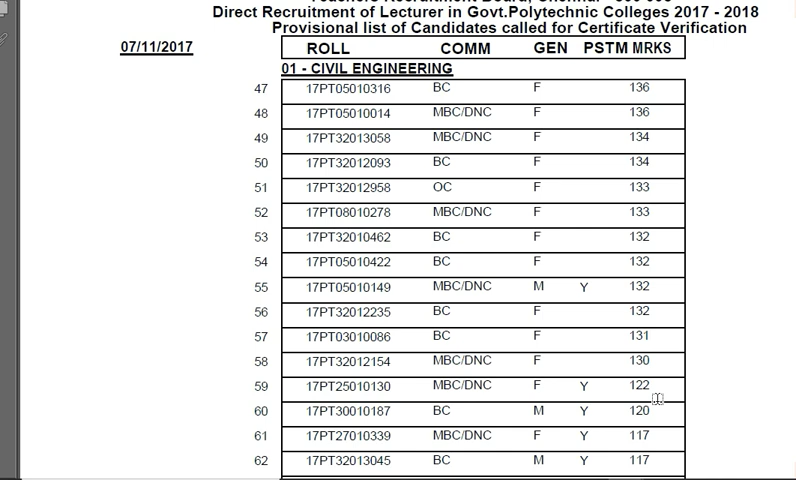 Direct Recruitment of Lecturer in Govt.Polytechnic Colleges 2017 - 2018
Provisional list of Candidates called for Certificate Verification
07/11/2017 ROLL COMM GEN PSTM MRKS
01 - CIVIL ENGINEERING
47 17PT05010316 BC F 136
48 17PT05010014 MBC/DNC F 136
49 17PT32013058 MBC/DNC F 134
50 17PT32012093 BC F 134
51 17PT32012958 OC F 133
52 17PT08010278 MBC/DNC F 133
53 17PT32010462 BC F 132
54 17PT05010422 BC F 132
55 17PT05010149 MBC/DNC M Y 132
56 17PT32012235 BC F 132
57 17PT03010086 BC F 131
58 17PT32012154 MBC/DNC F 130
59 17PT25010130 MBC/DNC F Y 122
60 17PT30010187 BC M Y 120
61 17PT27010339 MBC/DNC F Y 117
62 17PT32013045 BC M Y 117